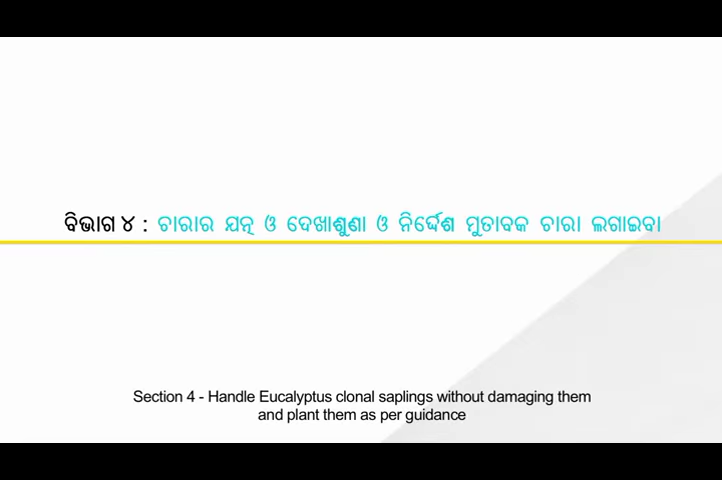 ବିଭାଗ ୪ : ଚାରାର ଯତ୍ନ ଓ ଦେଖାଶୁଣା ଓ ନିର୍ଦ୍ଦେଶ ମୁତାବକ ଚାରା ଲଗାଇବା
Section 4 - Handle Eucalyptus clonal saplings without damaging them
and plant them as per guidance